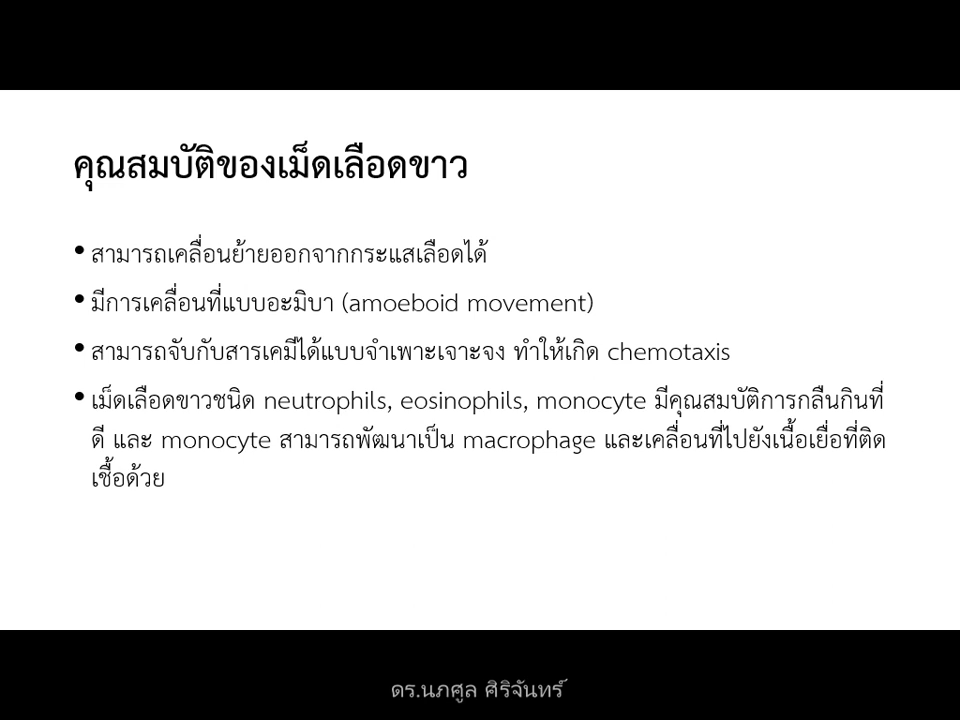 คุณสมบัติของเม็ดเลือดขาว
• สามารถเคลื่อนย้ายออกจากกระแสเลือดได้
• มีการเคลื่อนที่แบบอะมิบา (amoeboid movement)
• สามารถจับกับสารเคมีได้แบบจำเพาะเจาะจง ทำให้เกิด chemotaxis
• เม็ดเลือดขาวชนิด neutrophils, eosinophils, monocyte มีคุณสมบัติการกลืนกินที่
ดี และ monocyte สามารถพัฒนาเป็น macrophage และเคลื่อนที่ไปยังเนื้อเยื่อที่ติด
เชื้อด้วย
ดร.นภศูล ศิริจันทร์